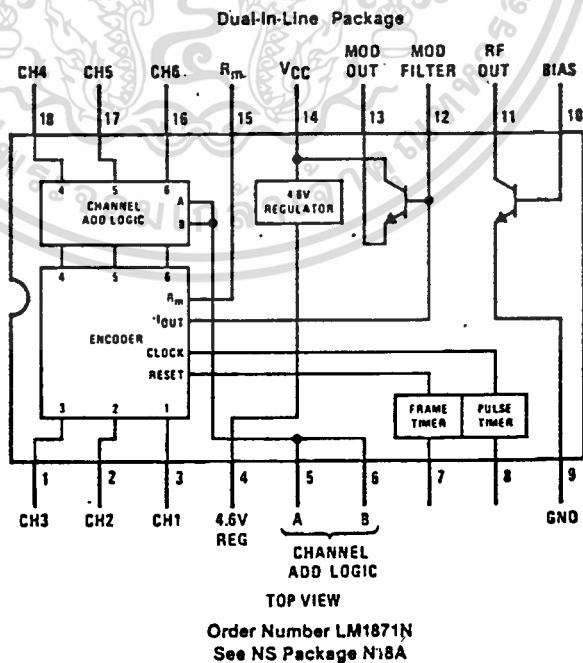 Dual-In-Line Package
CH4 CH5 CH6 Rm VCC MOD OUT MOD FILTER RF OUT BIAS
18 17 16 15 14 13 12 11 10
4 5 6 A
CHANNEL ADD LOGIC
B
4.6V REGULATOR
4 5 6
Rm
IOUT
ENCODER
CLOCK
RESET
3 2 1
FRAME TIMER PULSE TIMER
1 2 3 4 5 6 7 8 9
CH3 CH2 CH1 4.6V REG A B GND
CHANNEL
ADD LOGIC
TOP VIEW
Order Number LM1871N
See NS Package N18A